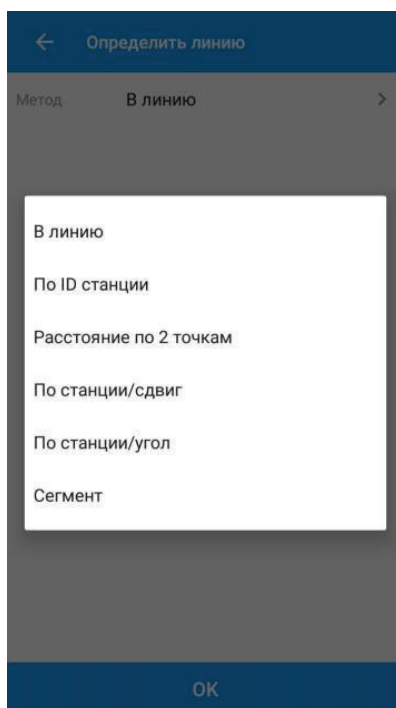 Определить линию
Метод В линию
В линию
По ID станции
Расстояние по 2 точкам
По станции/сдвиг
По станции/угол
Сегмент
OK